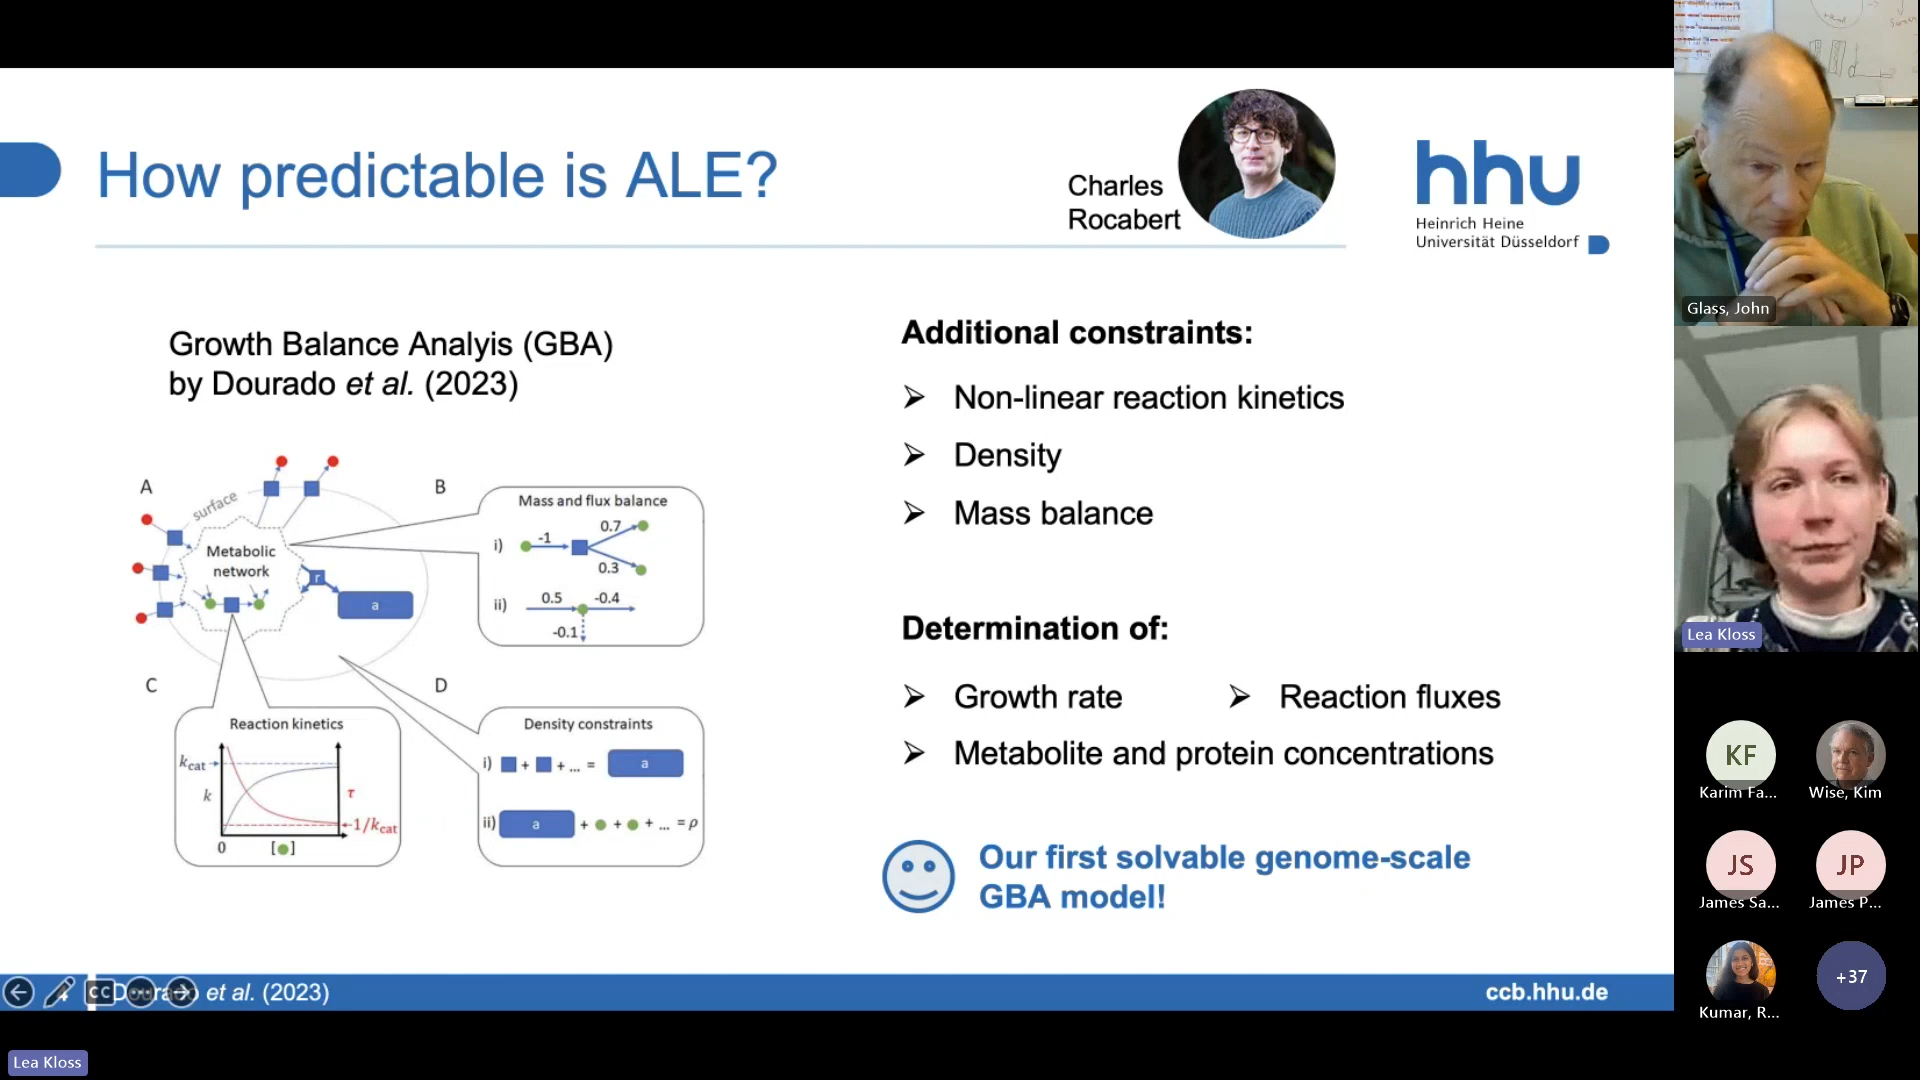 How predictable is ALE?
Charles
Rocabert
hhu
Heinrich Heine
Universität Düsseldorf
Growth Balance Analyis (GBA)
by Dourado et al. (2023)
A
surface
Metabolic
network
r
a
B
Mass and flux balance
i)
-1
0.7
0.3
ii)
0.5
-0.4
-0.1
C
Reaction kinetics
kcat
k
τ
1/kcat
0
[ ]
D
Density constraints
i) + + ... = a
ii) a + + + ... = ρ
Additional constraints:
➢ Non-linear reaction kinetics
➢ Density
➢ Mass balance
Determination of:
➢ Growth rate
➢ Reaction fluxes
➢ Metabolite and protein concentrations
Our first solvable genome-scale
GBA model!
CC
Dourado et al. (2023)
ccb.hhu.de
Lea Kloss
Glass, John
Lea Kloss
KF
Karim Fa...
Wise, Kim
JS
James Sa...
JP
James P...
Kumar, R...
+37